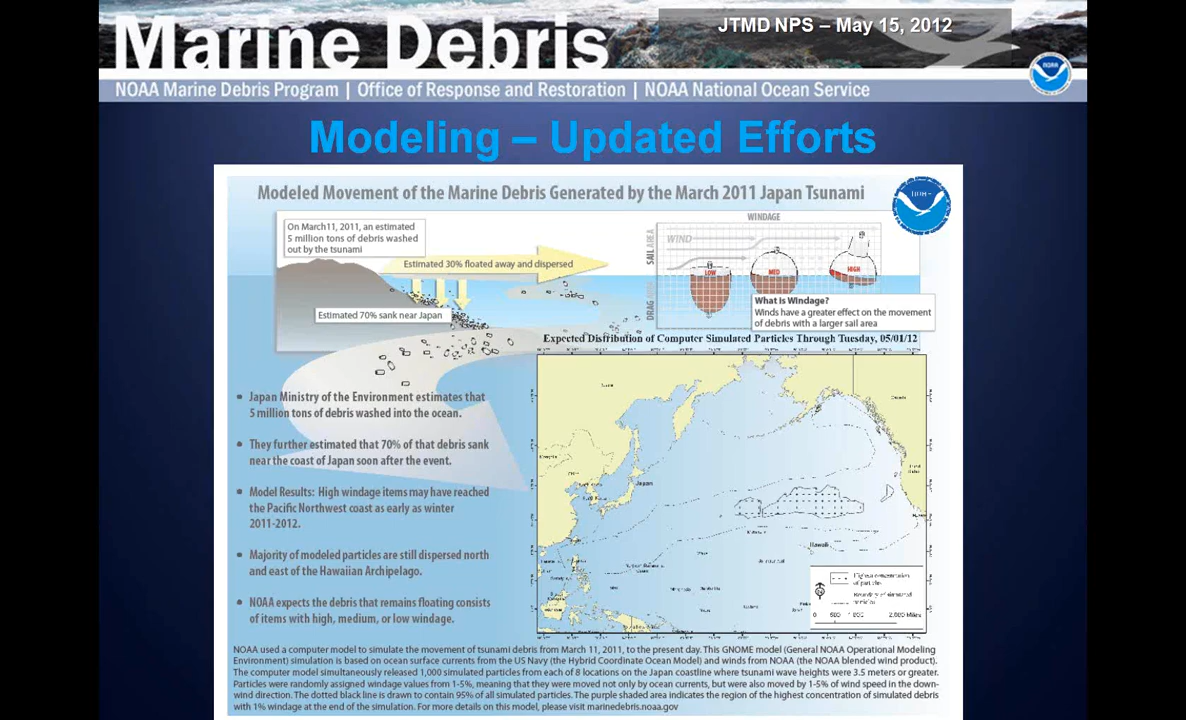 Marine Debris
JTMD NPS – May 15, 2012
NOAA
NOAA Marine Debris Program | Office of Response and Restoration | NOAA National Ocean Service
Modeling – Updated Efforts
Modeled Movement of the Marine Debris Generated by the March 2011 Japan Tsunami
On March11, 2011, an estimated
5 million tons of debris washed
out by the tsunami
Estimated 30% floated away and dispersed
Estimated 70% sank near Japan
WINDAGE
SAIL AREA
WIND
LOW
MED
HIGH
DRAG
What is Windage?
Winds have a greater effect on the movement
of debris with a larger sail area
Expected Distribution of Computer Simulated Particles Through Tuesday, 05/01/12
Japan
Hawaii
Highest concentration
of particles
Boundary of simulated
particles
0 500 1,000 2,000 Miles
• Japan Ministry of the Environment estimates that
5 million tons of debris washed into the ocean.
• They further estimated that 70% of that debris sank
near the coast of Japan soon after the event.
• Model Results: High windage items may have reached
the Pacific Northwest coast as early as winter
2011-2012.
• Majority of modeled particles are still dispersed north
and east of the Hawaiian Archipelago.
• NOAA expects the debris that remains floating consists
of items with high, medium, or low windage.
NOAA used a computer model to simulate the movement of tsunami debris from March 11, 2011, to the present day. This GNOME model (General NOAA Operational Modeling
Environment) simulation is based on ocean surface currents from the US Navy (the Hybrid Coordinate Ocean Model) and winds from NOAA (the NOAA blended wind product).
The computer model simultaneously released 1,000 simulated particles from each of 8 locations on the Japan coastline where tsunami wave heights were 3.5 meters or greater.
Particles were randomly assigned windage values from 1-5%, meaning that they were moved not only by ocean currents, but were also moved by 1-5% of wind speed in the down-
wind direction. The dotted black line is drawn to contain 95% of all simulated particles. The purple shaded area indicates the region of the highest concentration of simulated debris
with 1% windage at the end of the simulation. For more details on this model, please visit marinedebris.noaa.gov